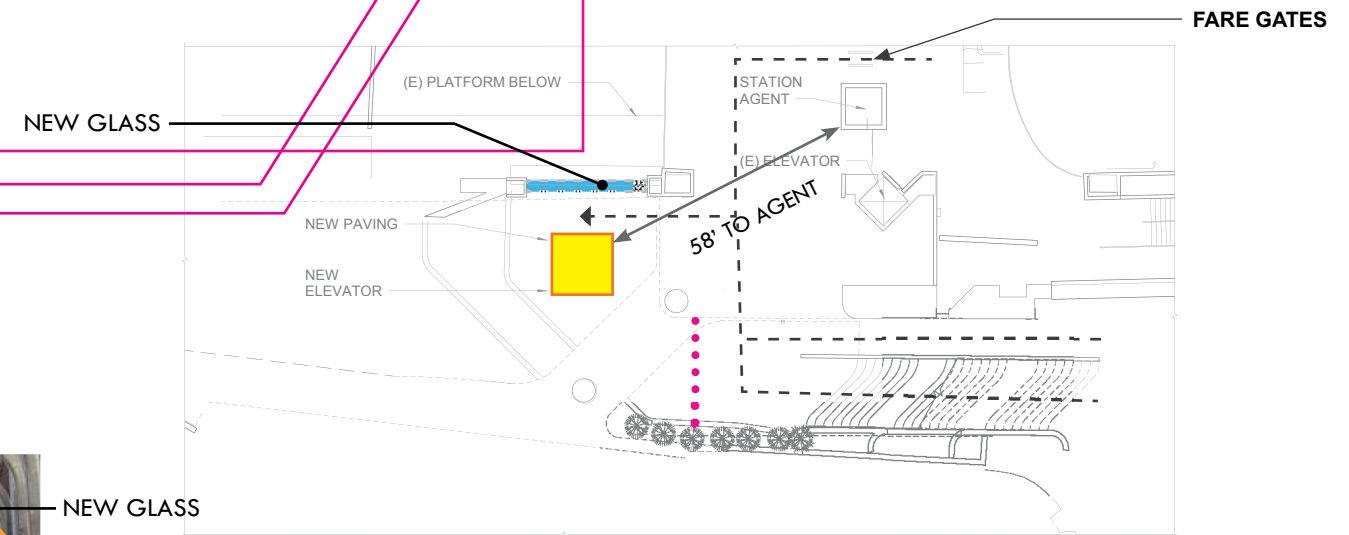 FARE GATES
(E) PLATFORM BELOW
STATION
AGENT
NEW GLASS
(E) ELEVATOR
58' TO AGENT
NEW PAVING
NEW
ELEVATOR
NEW GLASS